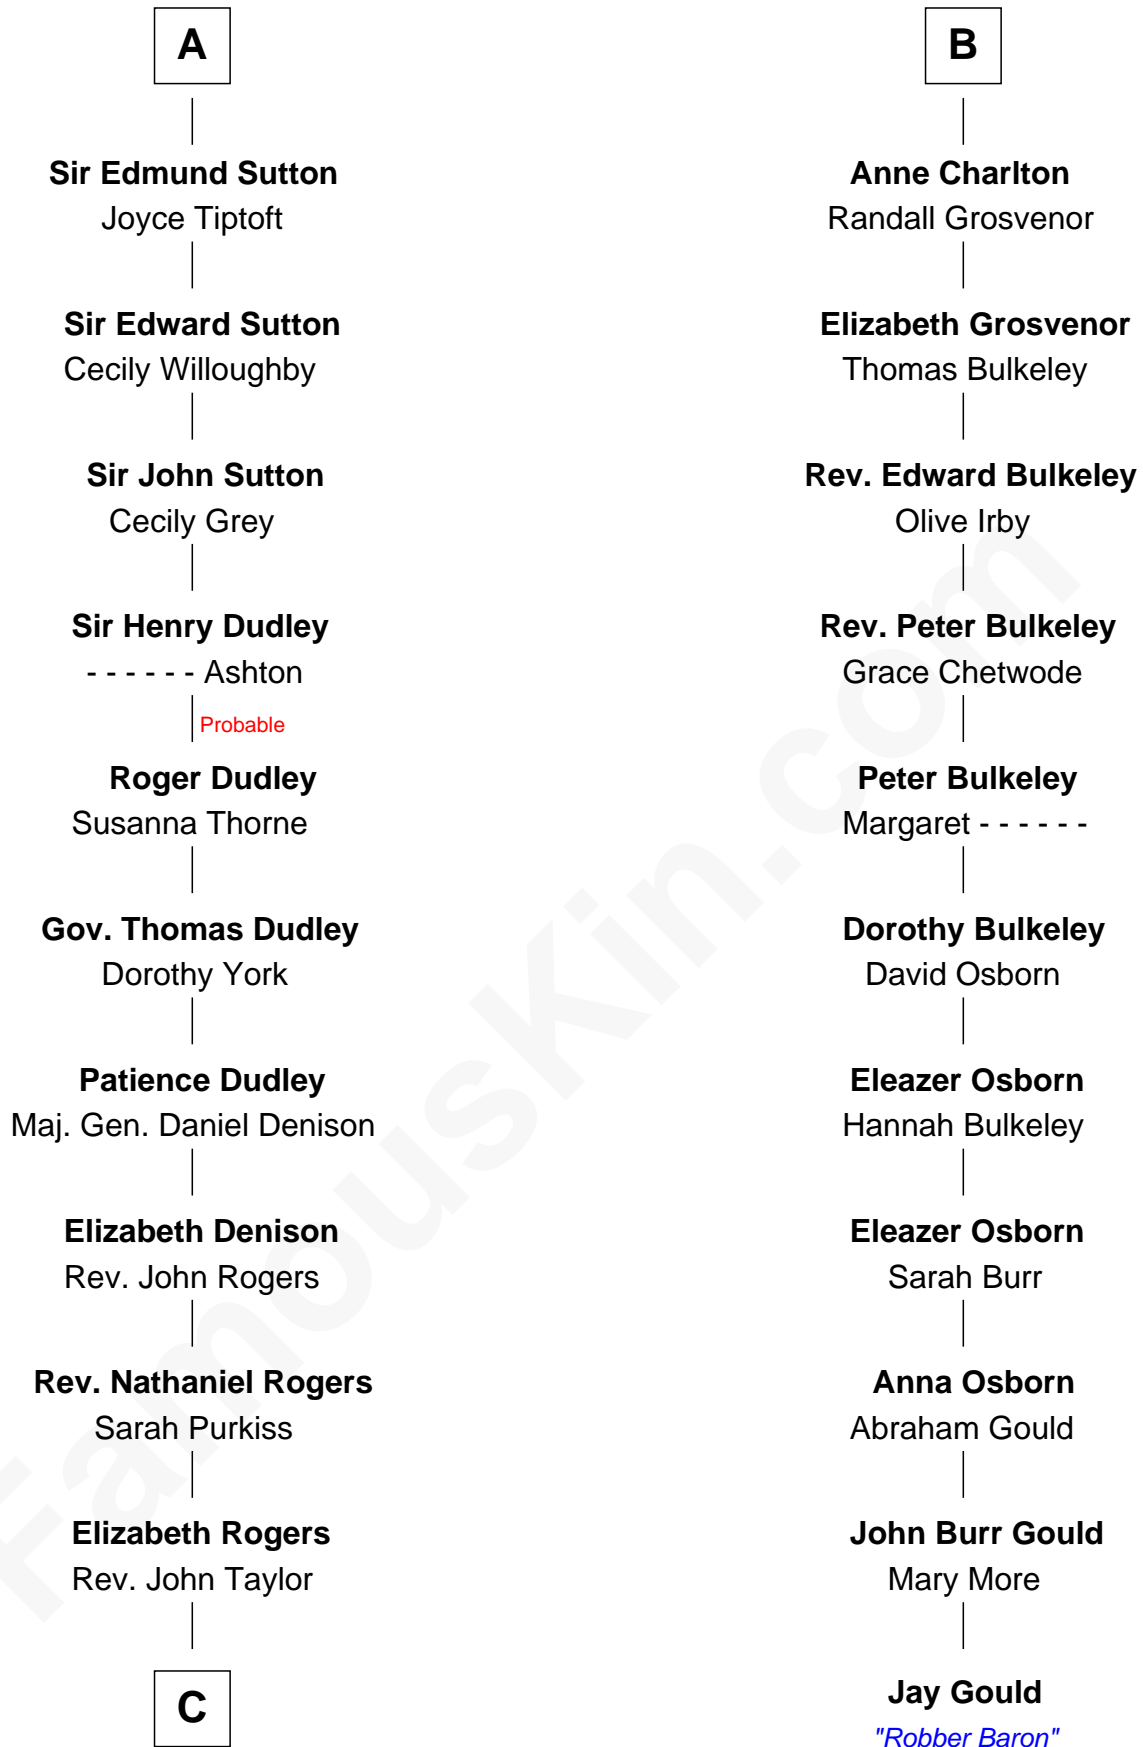 A
Sir Edmund Sutton
Joyce Tiptoft
Sir Edward Sutton
Cecily Willoughby
Sir John Sutton
Cecily Grey
Sir Henry Dudley
- - - - - - Ashton
Probable
Roger Dudley
Susanna Thorne
Gov. Thomas Dudley
Dorothy York
Patience Dudley
Maj. Gen. Daniel Denison
Elizabeth Denison
Rev. John Rogers
Rev. Nathaniel Rogers
Sarah Purkiss
Elizabeth Rogers
Rev. John Taylor
C
B
Anne Charlton
Randall Grosvenor
Elizabeth Grosvenor
Thomas Bulkeley
Rev. Edward Bulkeley
Olive Irby
Rev. Peter Bulkeley
Grace Chetwode
Peter Bulkeley
Margaret - - - - - -
Dorothy Bulkeley
David Osborn
Eleazer Osborn
Hannah Bulkeley
Eleazer Osborn
Sarah Burr
Anna Osborn
Abraham Gould
John Burr Gould
Mary More
Jay Gould
"Robber Baron"
FamousKin.com